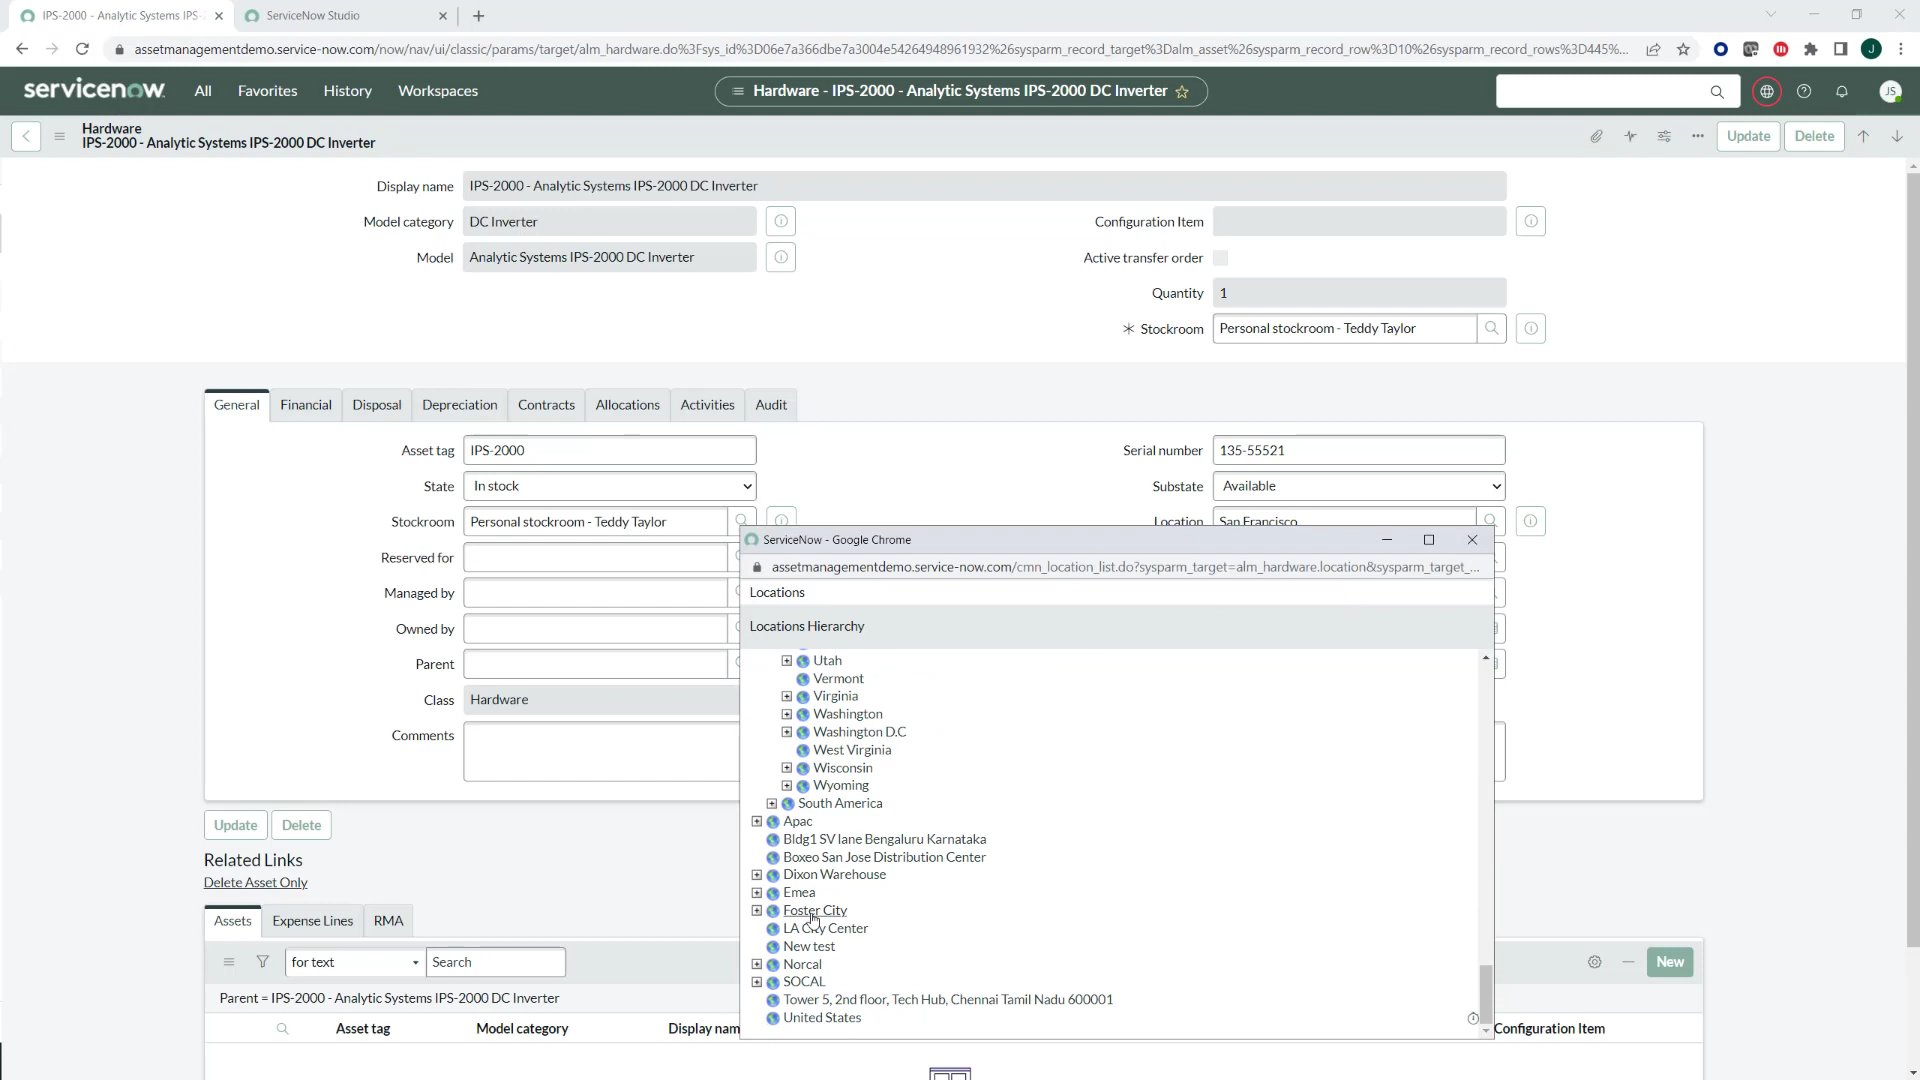 IPS-2000 - Analytic Systems IPS-2
ServiceNow Studio
assetmanagementdemo.service-now.com/now/nav/ui/classic/params/target/alm_hardware.do%3Fsys_id%3D06e7a366dbe7a3004e54264948961932%26sysparm_record_target%3Dalm_asset%26sysparm_record_row%3D10%26sysparm_record_rows%3D445%...
J
servicenow
All
Favorites
History
Workspaces
Hardware - IPS-2000 - Analytic Systems IPS-2000 DC Inverter
JS
Hardware
IPS-2000 - Analytic Systems IPS-2000 DC Inverter
Update
Delete
Display name
IPS-2000 - Analytic Systems IPS-2000 DC Inverter
Model category
DC Inverter
Configuration Item
Model
Analytic Systems IPS-2000 DC Inverter
Active transfer order
Quantity
1
Stockroom
Personal stockroom - Teddy Taylor
General
Financial
Disposal
Depreciation
Contracts
Allocations
Activities
Audit
Asset tag
IPS-2000
Serial number
135-55521
State
In stock
Substate
Available
Stockroom
Personal stockroom - Teddy Taylor
Location
San Francisco
Reserved for
Managed by
Owned by
Parent
Class
Hardware
Comments
ServiceNow - Google Chrome
assetmanagementdemo.service-now.com/cmn_location_list.do?sysparm_target=alm_hardware.location&sysparm_target_...
Locations
Locations Hierarchy
Utah
Vermont
Virginia
Washington
Washington D.C
West Virginia
Wisconsin
Wyoming
South America
Apac
Bldg1 SV lane Bengaluru Karnataka
Boxeo San Jose Distribution Center
Dixon Warehouse
Emea
Foster City
LA City Center
New test
Norcal
SOCAL
Tower 5, 2nd floor, Tech Hub, Chennai Tamil Nadu 600001
United States
Update
Delete
Related Links
Delete Asset Only
Assets
Expense Lines
RMA
for text
Search
New
Parent = IPS-2000 - Analytic Systems IPS-2000 DC Inverter
Asset tag
Model category
Display nam
Configuration Item